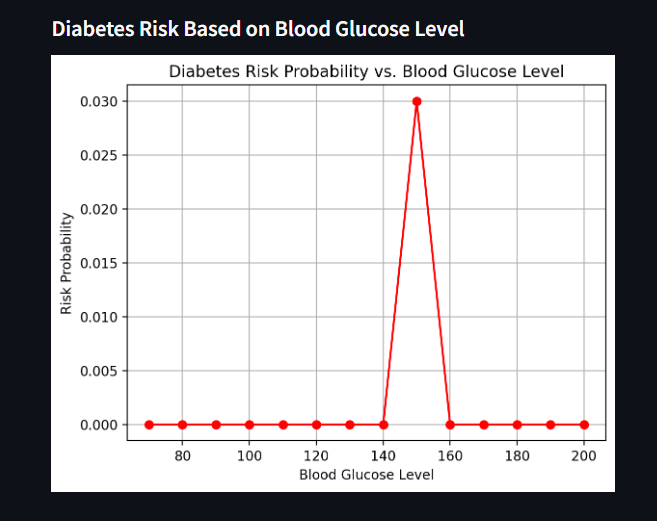 Diabetes Risk Based on Blood Glucose Level
Diabetes Risk Probability vs. Blood Glucose Level
0.030
0.025
0.020
0.015
0.010
0.005
0.000
Risk Probability
80 100 120 140 160 180 200
Blood Glucose Level